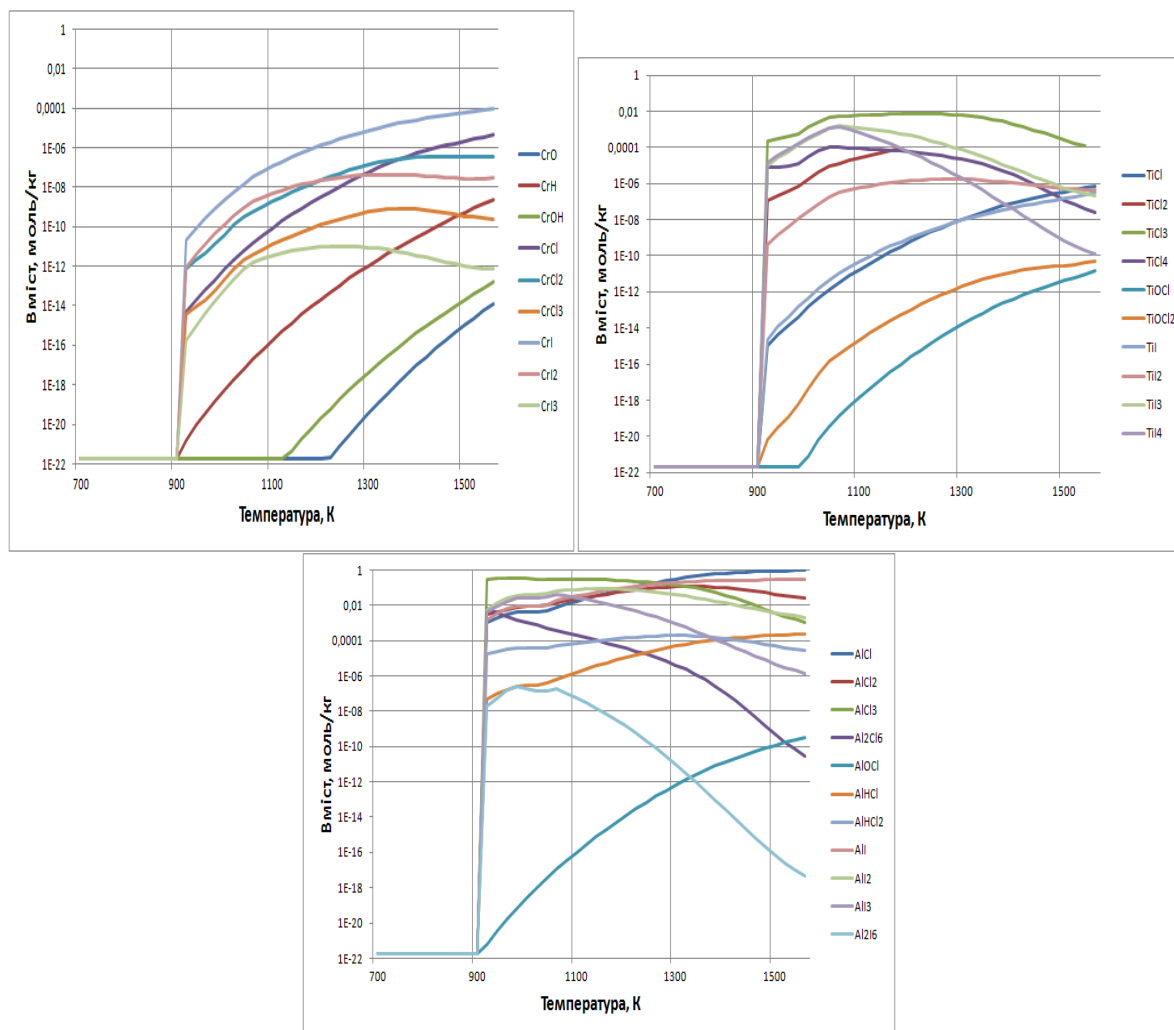 1
0,01
0,0001
1E-06
1E-08
1E-10
1E-12
1E-14
1E-16
1E-18
1E-20
1E-22
Вміст, моль/кг
700 900 1100 1300 1500
Температура, К
CrO
CrH
CrOH
CrCl
CrCl2
CrCl3
CrI
CrI2
CrI3
1
0,01
0,0001
1E-06
1E-08
1E-10
1E-12
1E-14
1E-16
1E-18
1E-20
1E-22
Вміст, моль/кг
700 900 1100 1300 1500
Температура, К
TiCl
TiCl2
TiCl3
TiCl4
TiOCl
TiOCl2
TiI
TiI2
TiI3
TiI4
1
0,01
0,0001
1E-06
1E-08
1E-10
1E-12
1E-14
1E-16
1E-18
1E-20
1E-22
Вміст, моль/кг
700 900 1100 1300 1500
Температура, К
AlCl
AlCl2
AlCl3
Al2Cl6
AlOCl
AlHCl
AlHCl2
AlI
AlI2
AlI3
Al2I6